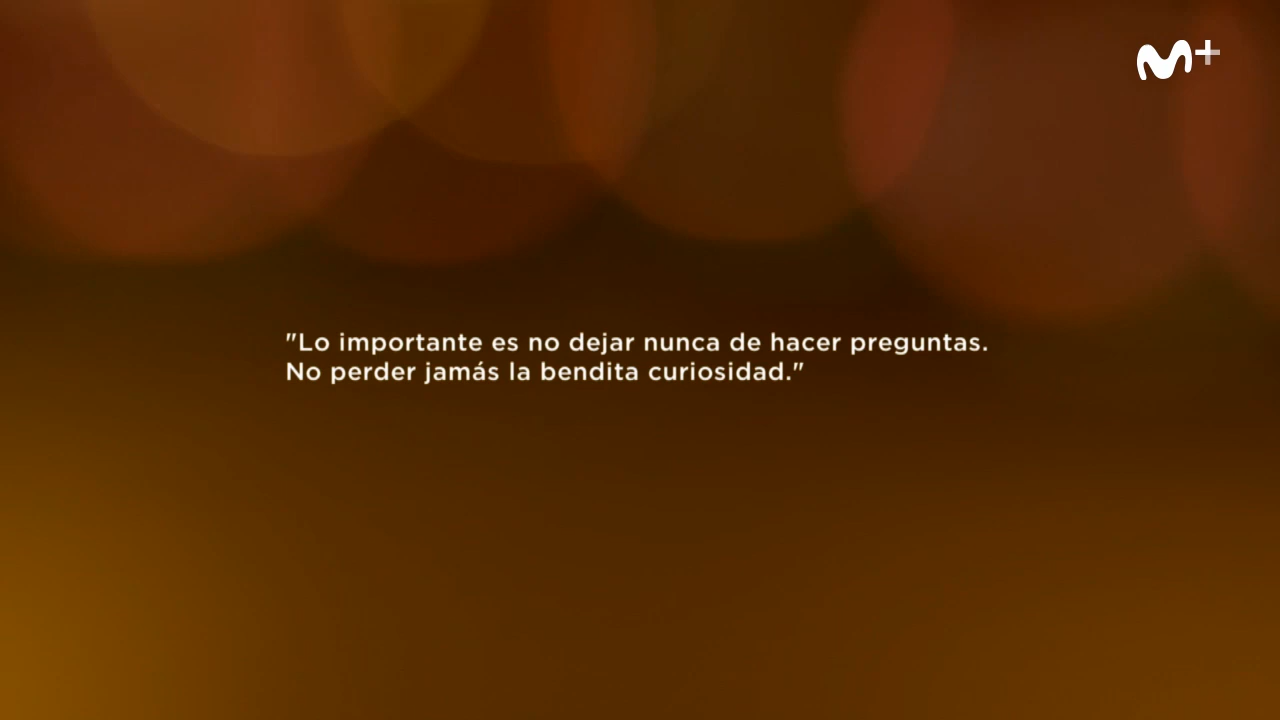 M+
"Lo importante es no dejar nunca de hacer preguntas.
No perder jamás la bendita curiosidad."